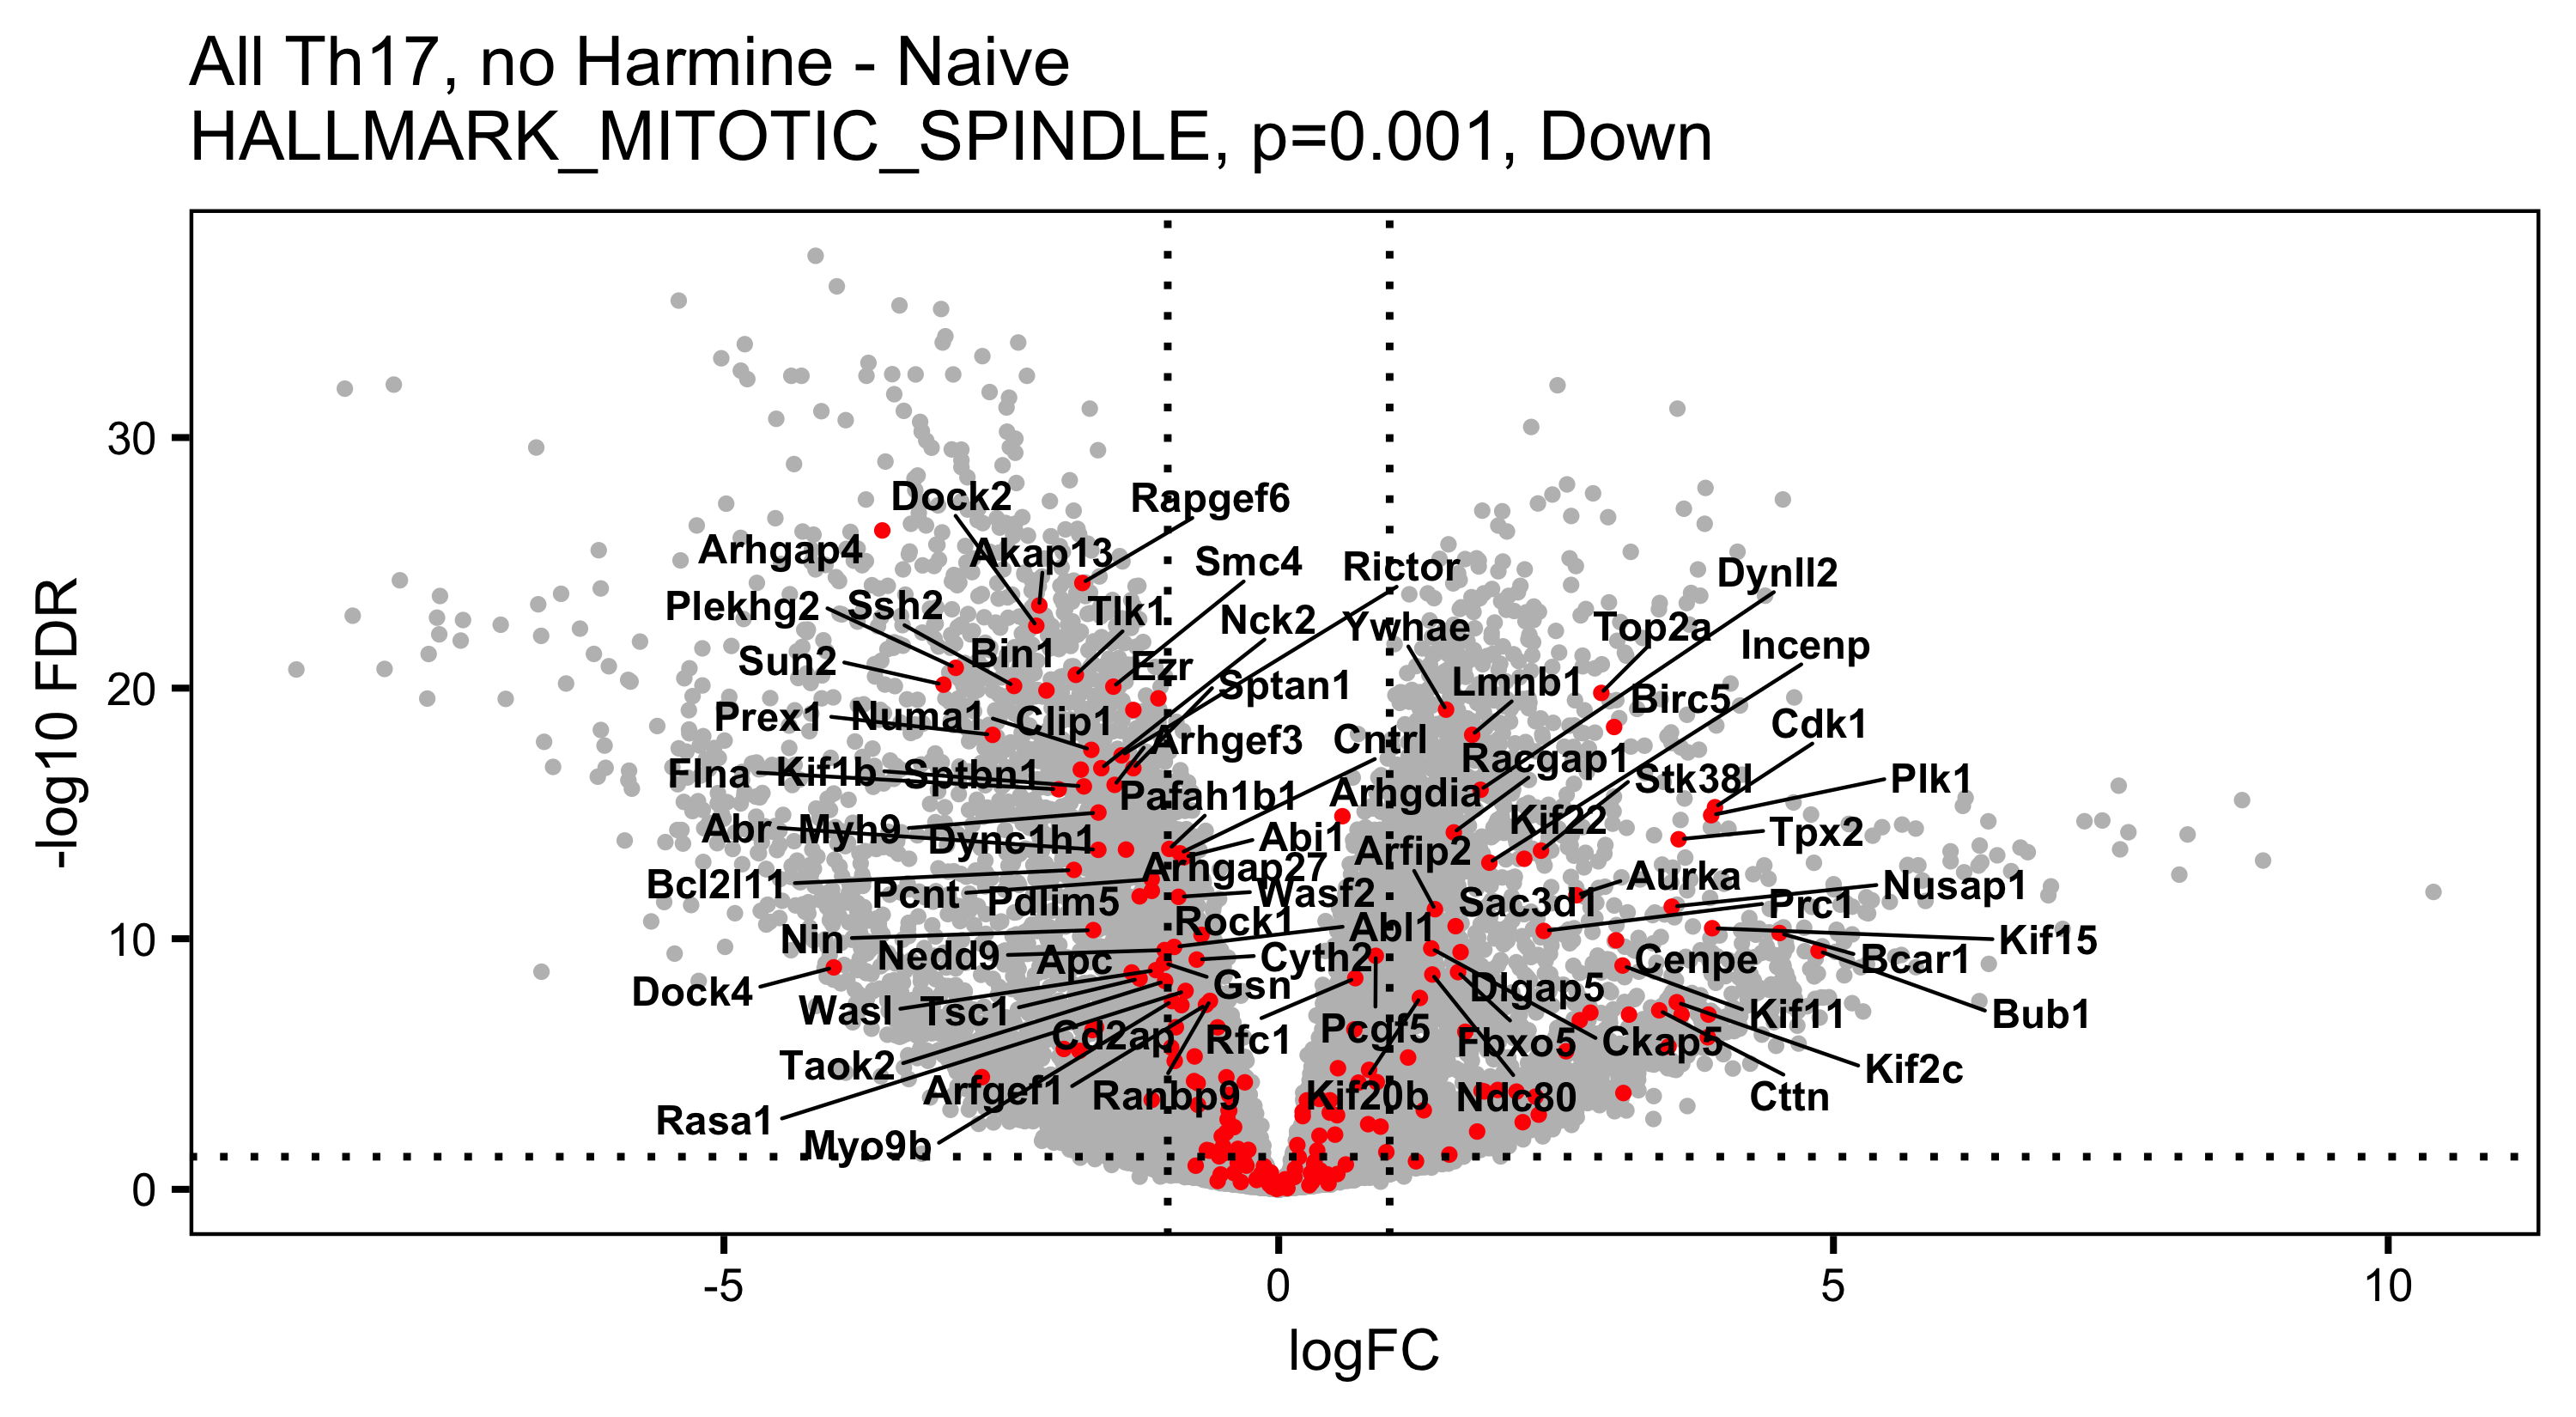 All Th17, no Harmine - Naive
HALLMARK_MITOTIC_SPINDLE, p=0.001, Down
-log10 FDR
30
20
10
0
Dock2
Rapgef6
Arhgap4
Akap13
Smc4
Rictor
Dynll2
Plekhg2
Ssh2
Tlk1
Nck2
Ywhae
Top2a
Incenp
Sun2
Bin1
Ezr
Sptan1
Lmnb1
Birc5
Prex1
Numa1
Clip1
Arhgef3
Cntrl
Cdk1
Racgap1
Flna
Kif1b
Sptbn1
Pafah1b1
Arhgdia
Stk38l
Plk1
Abr
Myh9
Dync1h1
Abi1
Arfip2
Kif22
Tpx2
Bcl2l11
Pcnt
Pdlim5
Arhgap27
Wasf2
Sac3d1
Aurka
Nusap1
Prc1
Nin
Nedd9
Apc
Rock1
Abl1
Kif15
Cyth2
Cenpe
Bcar1
Dock4
Wasl
Tsc1
Gsn
Dlgap5
Kif11
Bub1
Cd2ap
Rfc1
Pcgf5
Fbxo5
Ckap5
Taok2
Arfgef1
Ranbp9
Kif20b
Ndc80
Cttn
Kif2c
Rasa1
Myo9b
-5
0
5
10
logFC